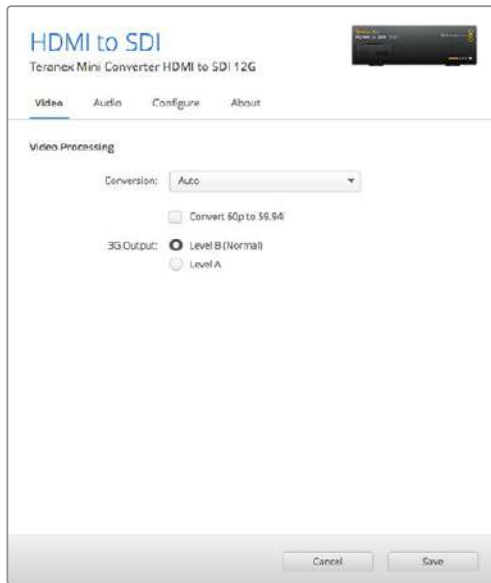 HDMI to SDI
Teranex Mini Converter HDMI to SDI 12G
Video Audio Configure About
Video Processing
Conversion: Auto
Convert 60p to 59.94i
3G Output: Level B (Normal)
Level A
Cancel Save